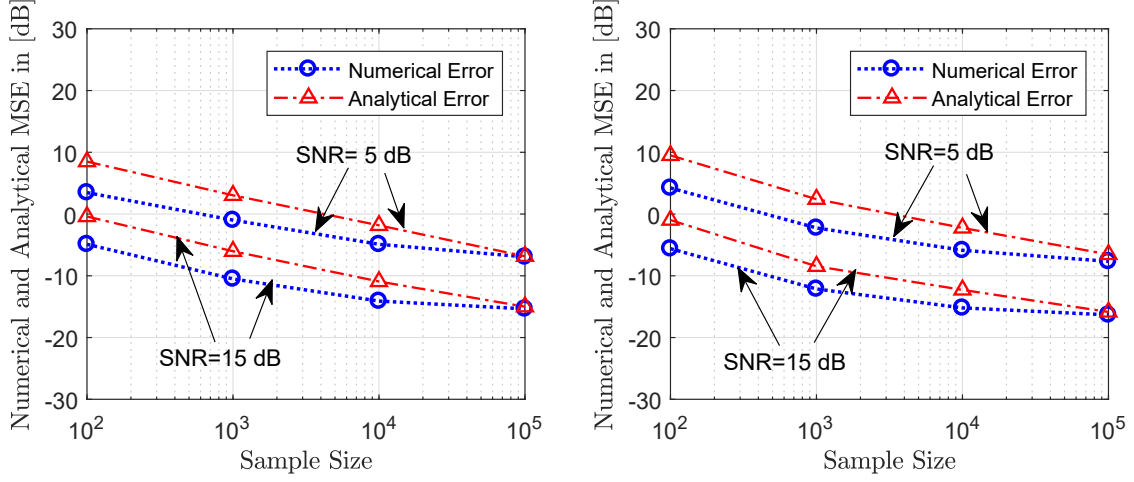 Numerical and Analytical MSE in [dB]
30
20
10
0
-10
-20
-30
10^2
10^3
10^4
10^5
Sample Size
Numerical Error
Analytical Error
SNR= 5 dB
SNR=15 dB
Numerical and Analytical MSE in [dB]
30
20
10
0
-10
-20
-30
10^2
10^3
10^4
10^5
Sample Size
Numerical Error
Analytical Error
SNR=5 dB
SNR=15 dB